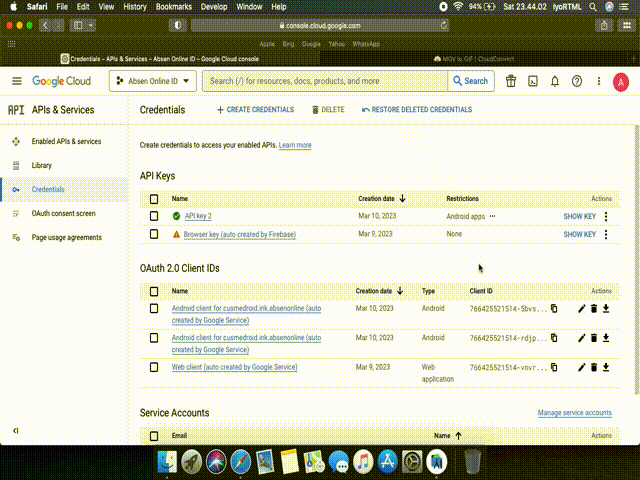 Safari File Edit View History Bookmarks Develop Window Help 94% Sat 23.44.02 IyoRTML
console.cloud.google.com
Apple Bing Google Yahoo WhatsApp
Credentials – APIs & Services – Absen Online ID – Google Cloud console MOV to GIF | CloudConvert
Google Cloud Absen Online ID Search (/) for resources, docs, products, and more Search A
API APIs & Services Credentials + CREATE CREDENTIALS DELETE RESTORE DELETED CREDENTIALS
Enabled APIs & services
Library
Credentials
OAuth consent screen
Page usage agreements
Create credentials to access your enabled APIs. Learn more
API Keys
Name Creation date Restrictions Actions
API key 2 Mar 10, 2023 Android apps SHOW KEY
Browser key (auto created by Firebase) Mar 9, 2023 None SHOW KEY
OAuth 2.0 Client IDs
Name Creation date Type Client ID Actions
Android client for cusmedroid.ink.absenonline (auto created by Google Service) Mar 10, 2023 Android 766425521514-5bvs...
Android client for cusmedroid.ink.absenonline (auto created by Google Service) Mar 10, 2023 Android 766425521514-rdjp...
Web client (auto created by Google Service) Mar 9, 2023 Web application 766425521514-vnvr...
Service Accounts Manage service accounts
Email Name Actions